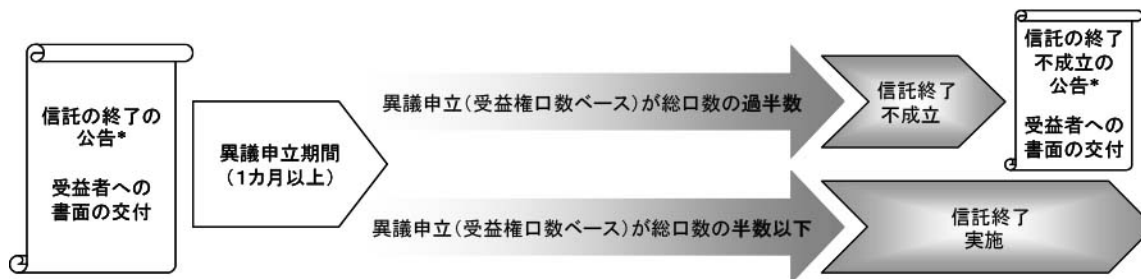 信託の終了の
公告*
受益者への
書面の交付
異議申立期間
（1カ月以上）
異議申立（受益権口数ベース）が総口数の過半数
信託終了
不成立
信託の終了
不成立の
公告*
受益者への
書面の交付
異議申立（受益権口数ベース）が総口数の半数以下
信託終了
実施